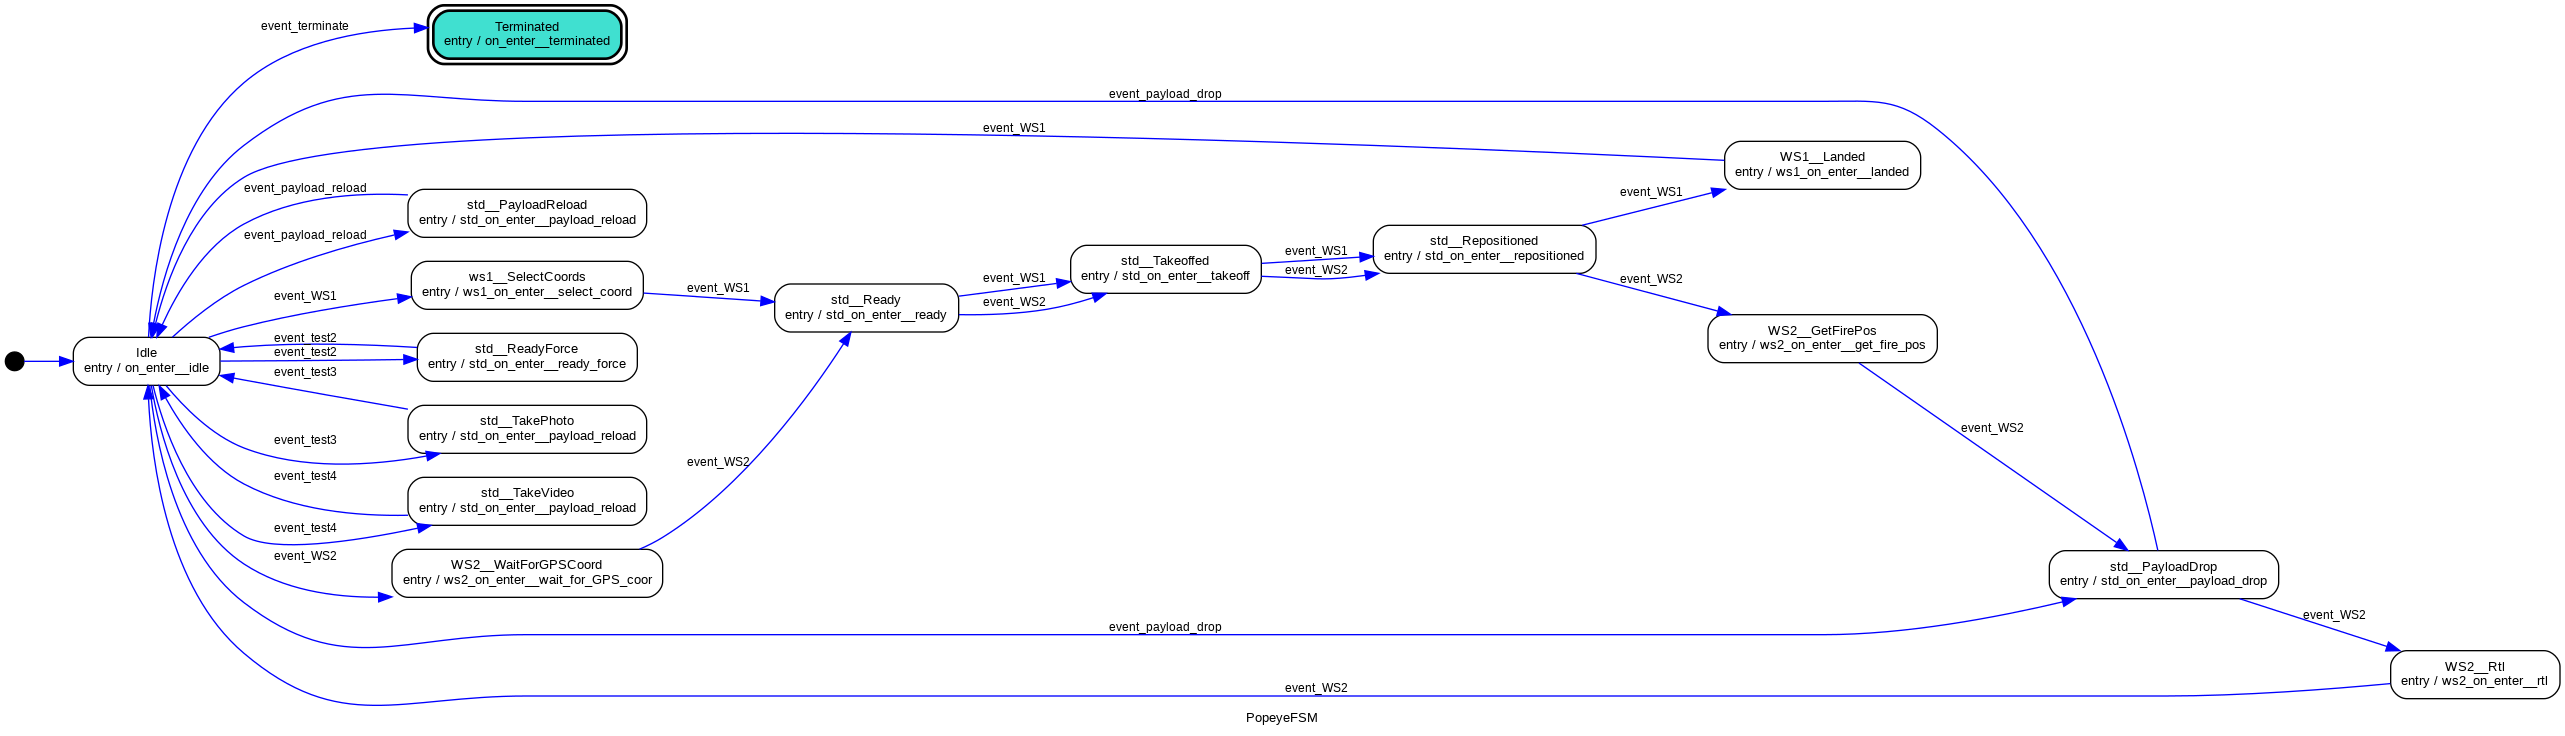 event_terminate
Terminated
entry / on_enter__terminated
event_payload_drop
event_WS1
WS1__Landed
entry / ws1_on_enter__landed
event_payload_reload
std__PayloadReload
entry / std_on_enter__payload_reload
event_payload_reload
event_WS1
std__Repositioned
entry / std_on_enter__repositioned
event_WS1
event_WS2
std__Takeoffed
entry / std_on_enter__takeoff
ws1__SelectCoords
entry / ws1_on_enter__select_coord
event_WS1
event_WS1
event_WS1
event_WS2
std__Ready
entry / std_on_enter__ready
event_WS2
WS2__GetFirePos
entry / ws2_on_enter__get_fire_pos
event_test2
event_test2
std__ReadyForce
entry / std_on_enter__ready_force
Idle
entry / on_enter__idle
event_test3
std__TakePhoto
entry / std_on_enter__payload_reload
event_test3
event_WS2
event_WS2
event_test4
std__TakeVideo
entry / std_on_enter__payload_reload
event_test4
event_WS2
WS2__WaitForGPSCoord
entry / ws2_on_enter__wait_for_GPS_coor
std__PayloadDrop
entry / std_on_enter__payload_drop
event_payload_drop
event_WS2
WS2__Rtl
entry / ws2_on_enter__rtl
event_WS2
PopeyeFSM